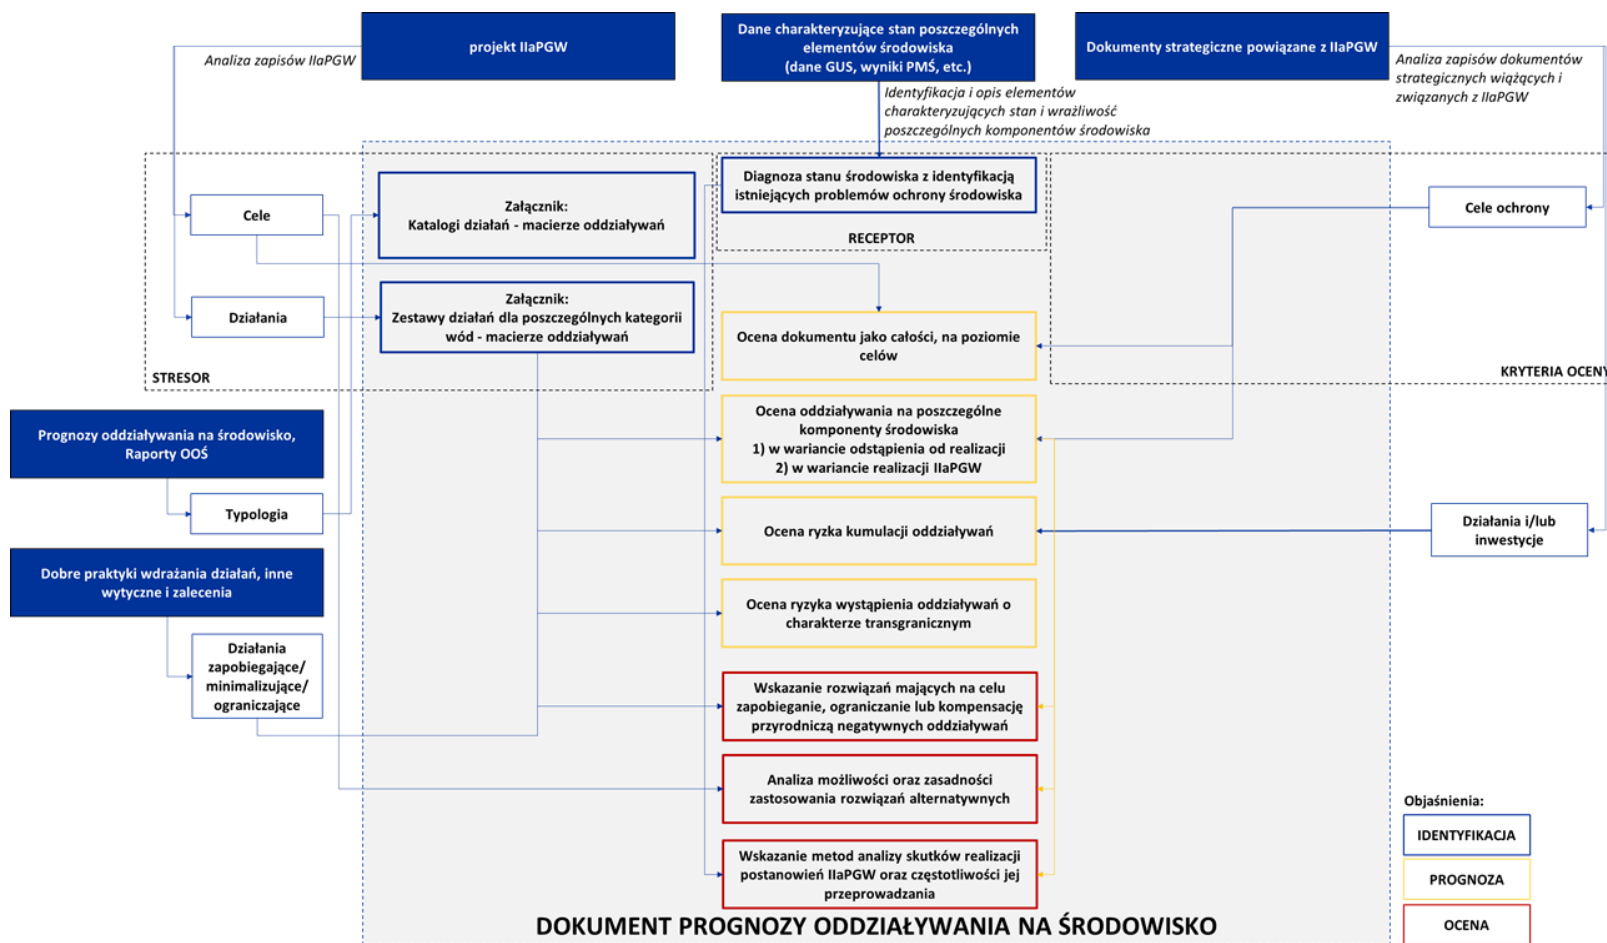 projekt IIaPGW
Dane charakteryzujące stan poszczególnych
elementów środowiska
(dane GUS, wyniki PMŚ, etc.)
Dokumenty strategiczne powiązane z IIaPGW
Analiza zapisów IIaPGW
Identyfikacja i opis elementów
charakteryzujących stan i wrażliwość
poszczególnych komponentów środowiska
Analiza zapisów dokumentów
strategicznych wiążących i
związanych z IIaPGW
Cele
Załącznik:
Katalogi działań - macierze oddziaływań
Diagnoza stanu środowiska z identyfikacją
istniejących problemów ochrony środowiska
RECEPTOR
Cele ochrony
Działania
Załącznik:
Zestawy działań dla poszczególnych kategorii
wód - macierze oddziaływań
Ocena dokumentu jako całości, na poziomie
celów
STRESOR
KRYTERIA OCENY
Prognozy oddziaływania na środowisko,
Raporty OOŚ
Ocena oddziaływania na poszczególne
komponenty środowiska
1) w wariancie odstąpienia od realizacji
2) w wariancie realizacji IIaPGW
Typologia
Ocena ryzka kumulacji oddziaływań
Działania i/lub
inwestycje
Dobre praktyki wdrażania działań, inne
wytyczne i zalecenia
Ocena ryzyka wystąpienia oddziaływań o
charakterze transgranicznym
Działania
zapobiegające/
minimalizujące/
ograniczające
Wskazanie rozwiązań mających na celu
zapobieganie, ograniczanie lub kompensację
przyrodniczą negatywnych oddziaływań
Analiza możliwości oraz zasadności
zastosowania rozwiązań alternatywnych
Wskazanie metod analizy skutków realizacji
postanowień IIaPGW oraz częstotliwości jej
przeprowadzania
DOKUMENT PROGNOZY ODDZIAŁYWANIA NA ŚRODOWISKO
Objaśnienia:
IDENTYFIKACJA
PROGNOZA
OCENA